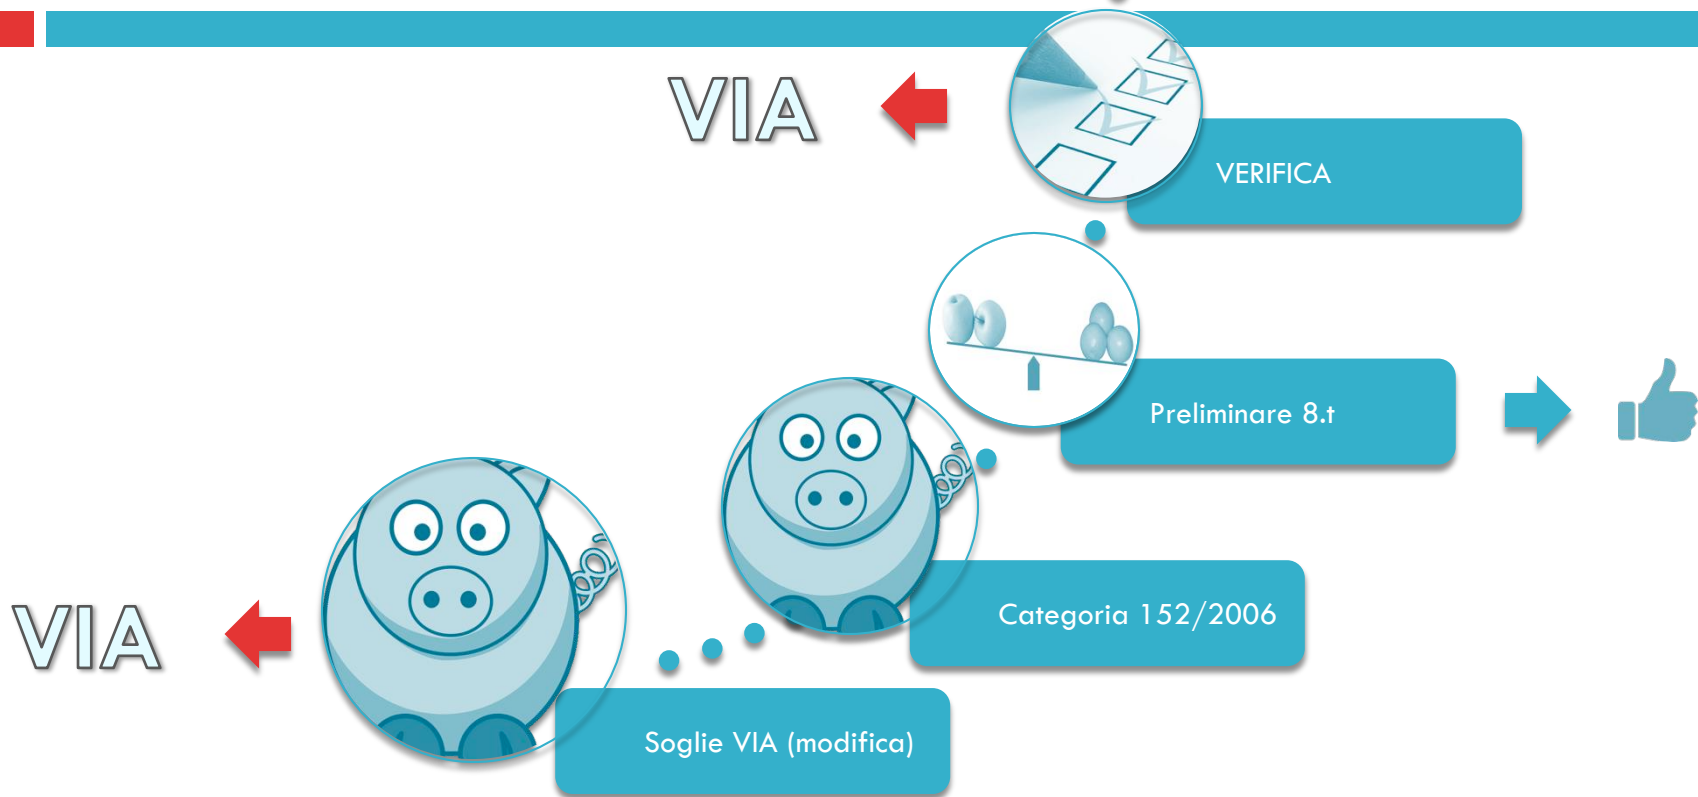 VIA
VERIFICA
Preliminare 8.t
Categoria 152/2006
VIA
Soglie VIA (modifica)